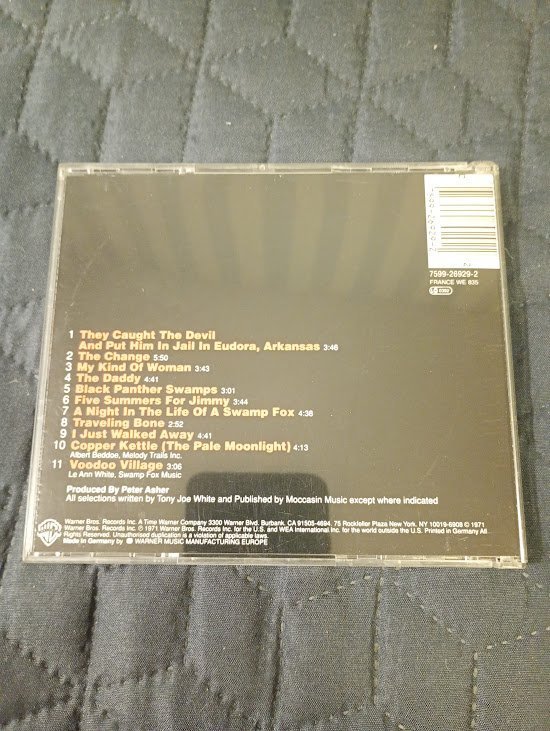 7599-26929-2
FRANCE WE 835
1 They Caught The Devil
And Put Him In Jail In Eudora, Arkansas 3:46
2 The Change 5:50
3 My Kind Of Woman 3:43
4 The Daddy 4:41
5 Black Panther Swamps 3:01
6 Five Summers For Jimmy 3:44
7 A Night In The Life Of A Swamp Fox 4:38
8 Traveling Bone 2:52
9 I Just Walked Away 4:41
10 Copper Kettle (The Pale Moonlight) 4:13
Albert Beddoe, Melody Trails Inc.
11 Voodoo Village 3:06
Le Ann White, Swamp Fox Music
Produced By Peter Asher
All selections written by Tony Joe White and Published by Moccasin Music except where indicated
Warner Bros. Records Inc. A Time Warner Company 3300 Warner Blvd. Burbank, CA 91505-4694. 75 Rockfeller Plaza New York. NY 10019-6908 © 1971
Warner Bros. Records Inc. © 1971 Warner Bros. Records Inc. for the U.S. and WEA International Inc. for the world outside the U.S. Printed in Germany All
Rights Reserved. Unauthorised duplication is a violation of applicable laws.
Made in Germany by WARNER MUSIC MANUFACTURING EUROPE